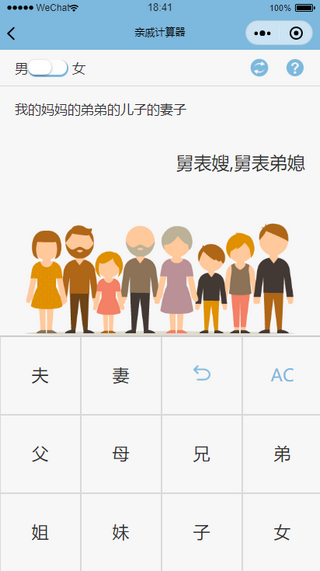 WeChat 18:41 100%
亲戚计算器
男 女
我的妈妈的弟弟的儿子的妻子
舅表嫂,舅表弟媳
夫 妻 AC
父 母 兄 弟
姐 妹 子 女